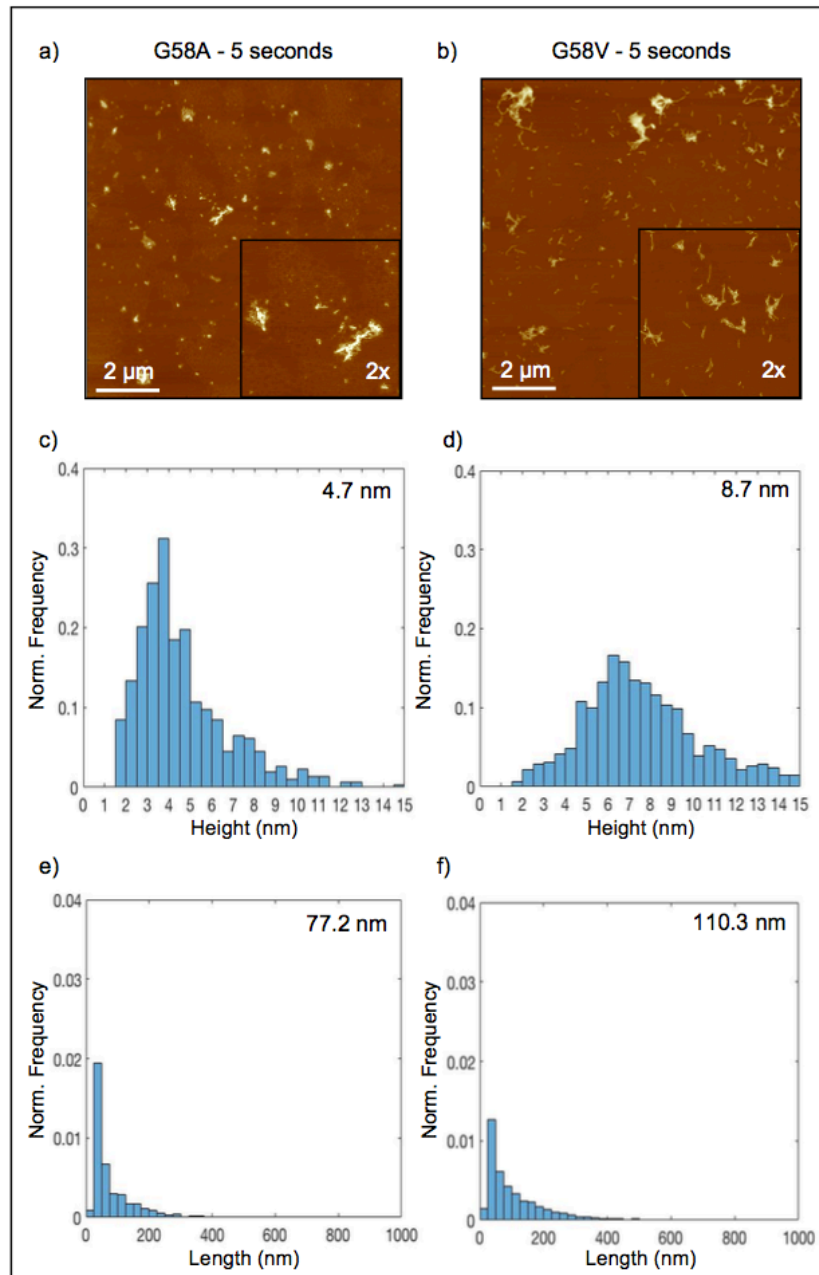 a) G58A - 5 seconds
b) G58V - 5 seconds
2 µm
2x
2 µm
2x
c)
d)
0.4
0.3
0.2
0.1
0
Norm. Frequency
4.7 nm
0 1 2 3 4 5 6 7 8 9 10 11 12 13 14 15
Height (nm)
0.4
0.3
0.2
0.1
0
Norm. Frequency
8.7 nm
0 1 2 3 4 5 6 7 8 9 10 11 12 13 14 15
Height (nm)
e)
f)
0.04
0.03
0.02
0.01
0
Norm. Frequency
77.2 nm
0 200 400 600 800 1000
Length (nm)
0.04
0.03
0.02
0.01
0
Norm. Frequency
110.3 nm
0 200 400 600 800 1000
Length (nm)